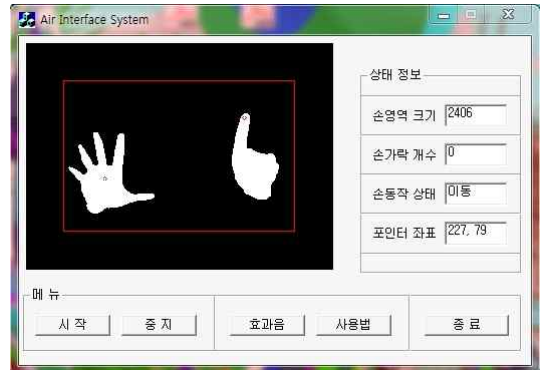 Air Interface System
상태 정보
손영역 크기 2406
손가락 개수 0
손동작 상태 이동
포인터 좌표 227, 79
메 뉴
시 작 중 지 효과음 사용법 종 료